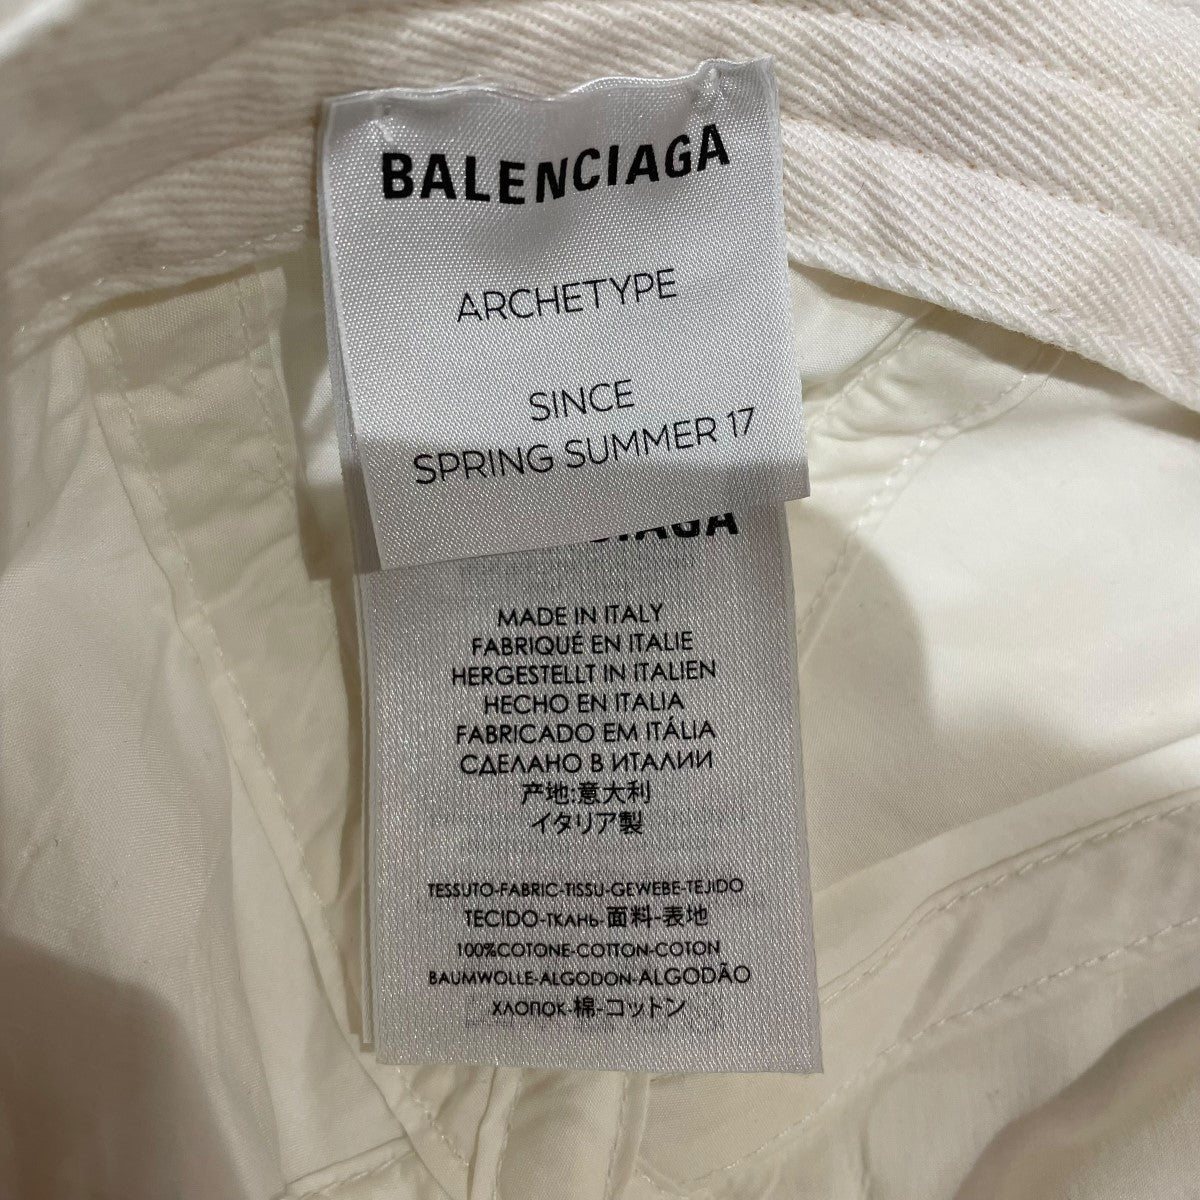 BALENCIAGA
ARCHETYPE
SINCE
SPRING SUMMER 17
MADE IN ITALY
FABRIQUÉ EN ITALIE
HERGESTELLT IN ITALIEN
HECHO EN ITALIA
FABRICADO EM ITÁLIA
СДЕЛАНО В ИТАЛИИ
产地:意大利
イタリア製
TESSUTO-FABRIC-TISSU-GEWEBE-TEJIDO
TECIDO-ТКАНЬ-面料-表地
100%COTONE-COTTON-COTON
BAUMWOLLE-ALGODON-ALGODÃO
ХЛОПОК-棉-コットン